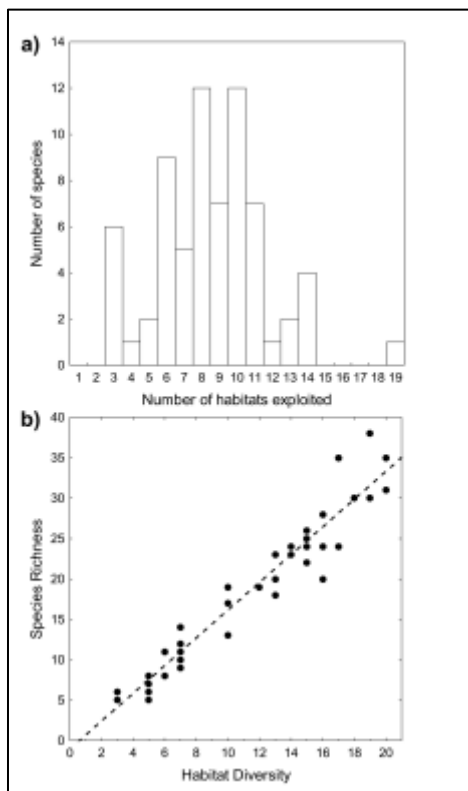 a)
14
12
10
8
6
4
2
0
Number of species
1 2 3 4 5 6 7 8 9 10 11 12 13 14 15 16 17 18 19
Number of habitats exploited
b)
40
35
30
25
20
15
10
5
0
Species Richness
0 2 4 6 8 10 12 14 16 18 20
Habitat Diversity